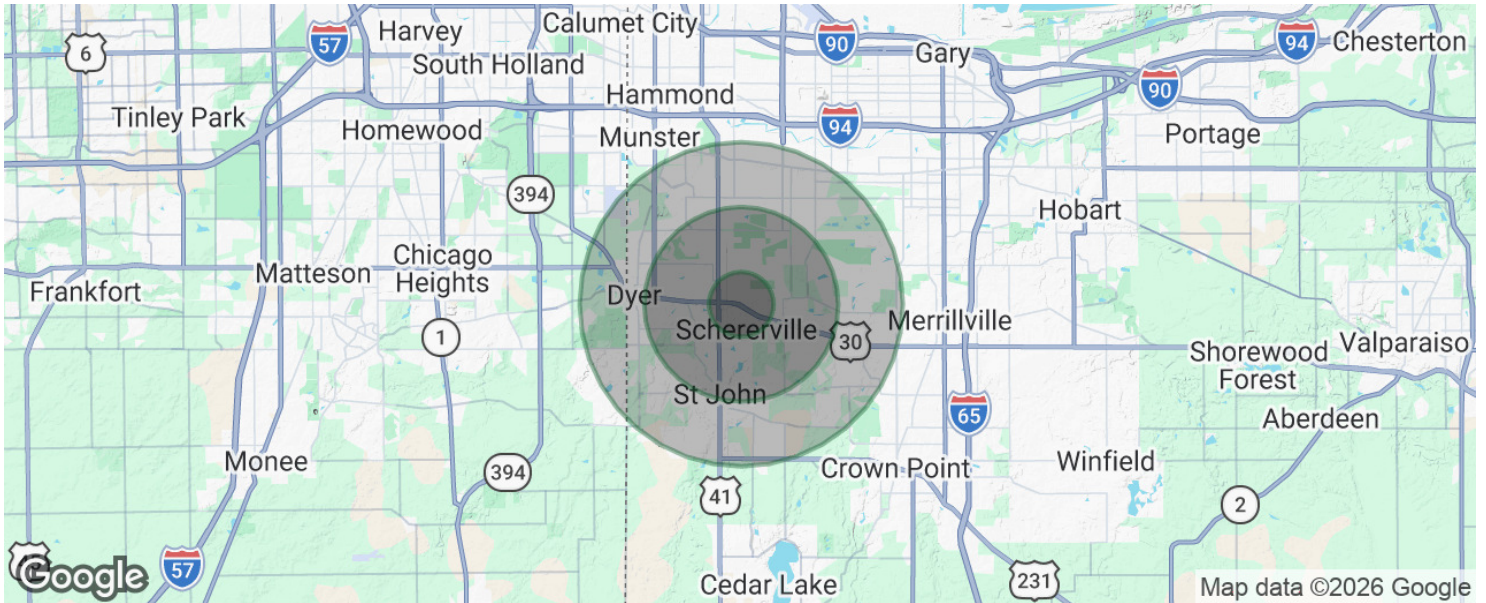 Calumet City
Harvey
57
90
94
Chesterton
6
Gary
South Holland
90
Hammond
Tinley Park
Homewood
Munster
94
Portage
394
Hobart
Chicago
Heights
Matteson
Frankfort
Dyer
Schererville
Merrillville
1
30
Valparaiso
Shorewood
Forest
St John
65
Aberdeen
Monee
394
Crown Point
Winfield
41
2
57
Google
Cedar Lake
231
Map data ©2026 Google